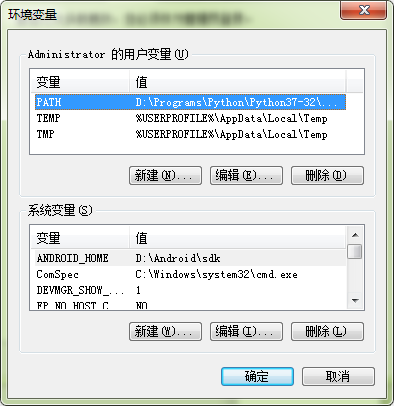 环境变量
Administrator 的用户变量(U)
变量 值
PATH D:\Programs\Python\Python37-32\...
TEMP %USERPROFILE%\AppData\Local\Temp
TMP %USERPROFILE%\AppData\Local\Temp
新建(N)... 编辑(E)... 删除(D)
系统变量(S)
变量 值
ANDROID_HOME D:\Android\sdk
ComSpec C:\Windows\system32\cmd.exe
DEVMGR_SHOW_... 1
FP_NO_HOST_C... NO
新建(W)... 编辑(I)... 删除(L)
确定 取消